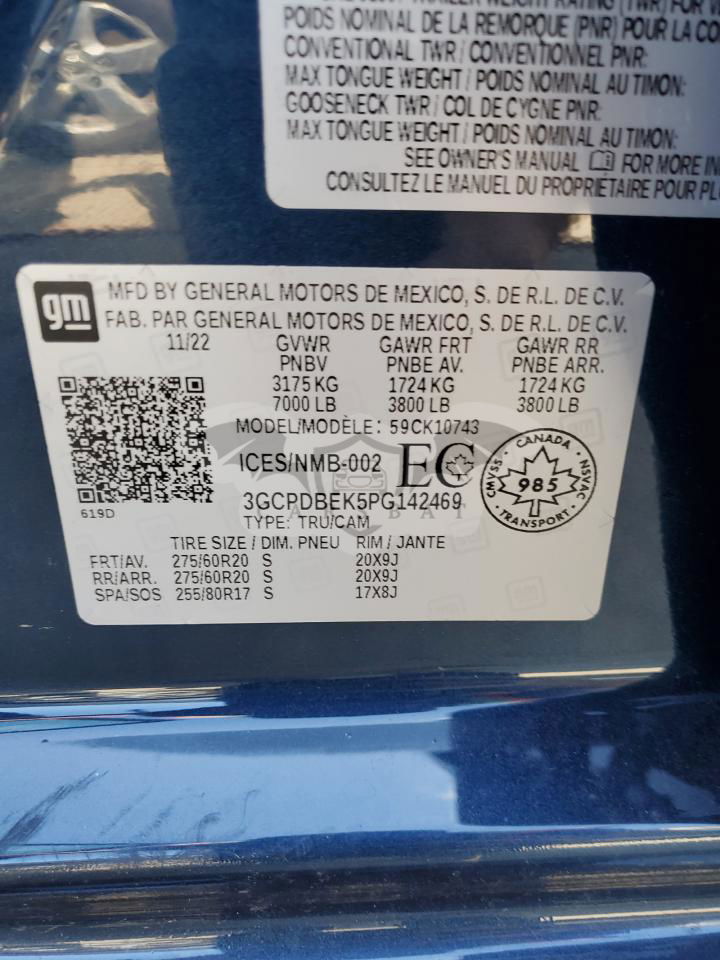 POIDS NOMINAL DE LA REMORQUE (PNR) POUR LA
CONVENTIONAL TWR / CONVENTIONNEL PNR:
MAX TONGUE WEIGHT / POIDS NOMINAL AU TIMON:
GOOSENECK TWR / COL DE CYGNE PNR:
MAX TONGUE WEIGHT / POIDS NOMINAL AU TIMON:
SEE OWNER'S MANUAL FOR MORE
CONSULTEZ LE MANUEL DU PROPRIÉTAIRE POUR
gm
MFD BY GENERAL MOTORS DE MEXICO, S. DE R.L. DE C.V.
FAB. PAR GENERAL MOTORS DE MEXICO, S. DE R.L. DE C.V.
11/22 GVWR GAWR FRT GAWR RR
PNBV PNBE AV. PNBE ARR.
3175 KG 1724 KG 1724 KG
7000 LB 3800 LB 3800 LB
MODEL/MODÈLE: 59CK10743
ICES/NMB-002 EC
CANADA
CMVSS NSVAC
985
TRANSPORT
3GCPDBEK5PG142469
CARSBAT
619D
TYPE: TRU/CAM
TIRE SIZE / DIM. PNEU RIM / JANTE
FRT/AV. 275/60R20 S 20X9J
RR/ARR. 275/60R20 S 20X9J
SPA/SOS 255/80R17 S 17X8J